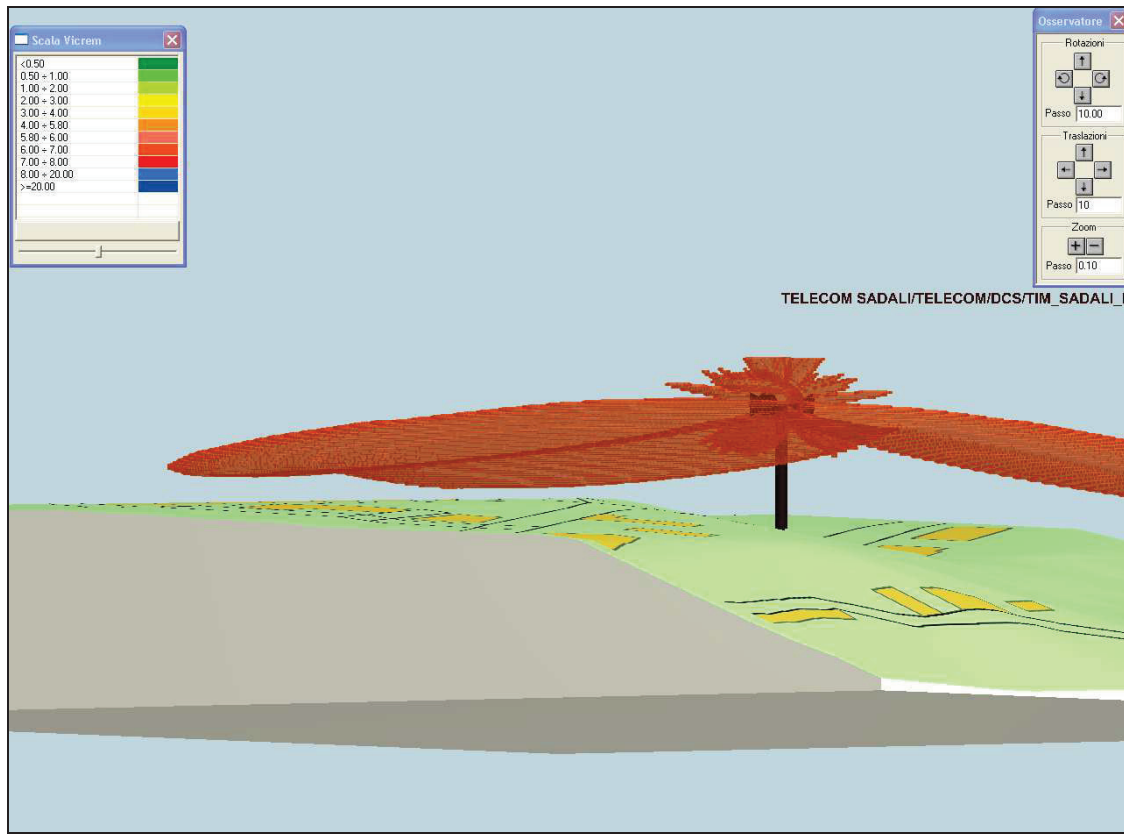 Scala Vicrem
<0.50
0.50 ÷ 1.00
1.00 ÷ 2.00
2.00 ÷ 3.00
3.00 ÷ 4.00
4.00 ÷ 5.80
5.80 ÷ 6.00
6.00 ÷ 7.00
7.00 ÷ 8.00
8.00 ÷ 20.00
>=20.00
Osservatore
Rotazioni
Passo 10.00
Traslazioni
Passo 10
Zoom
+ −
Passo 0.10
TELECOM SADALI/TELECOM/DCS/TIM_SADALI_